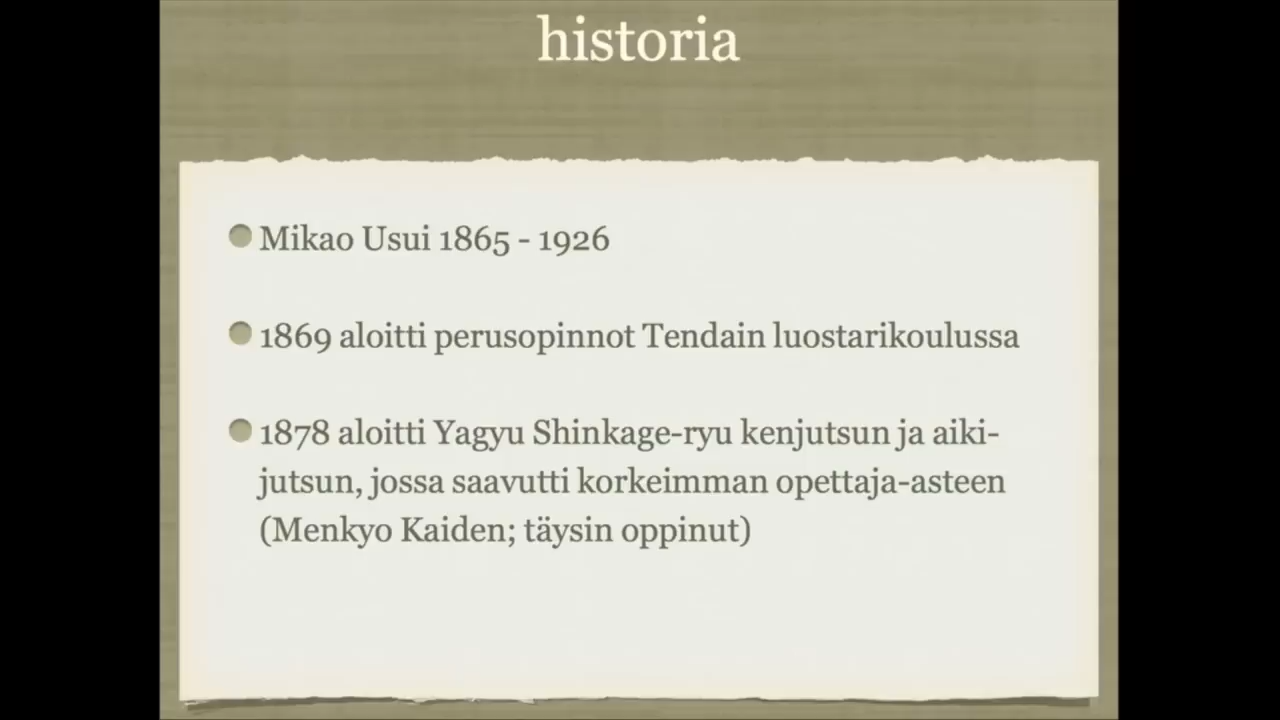 historia
Mikao Usui 1865 - 1926
1869 aloitti perusopinnot Tendain luostarikoulussa
1878 aloitti Yagyu Shinkage-ryu kenjutsun ja aiki-
jutsun, jossa saavutti korkeimman opettaja-asteen
(Menkyo Kaiden; täysin oppinut)